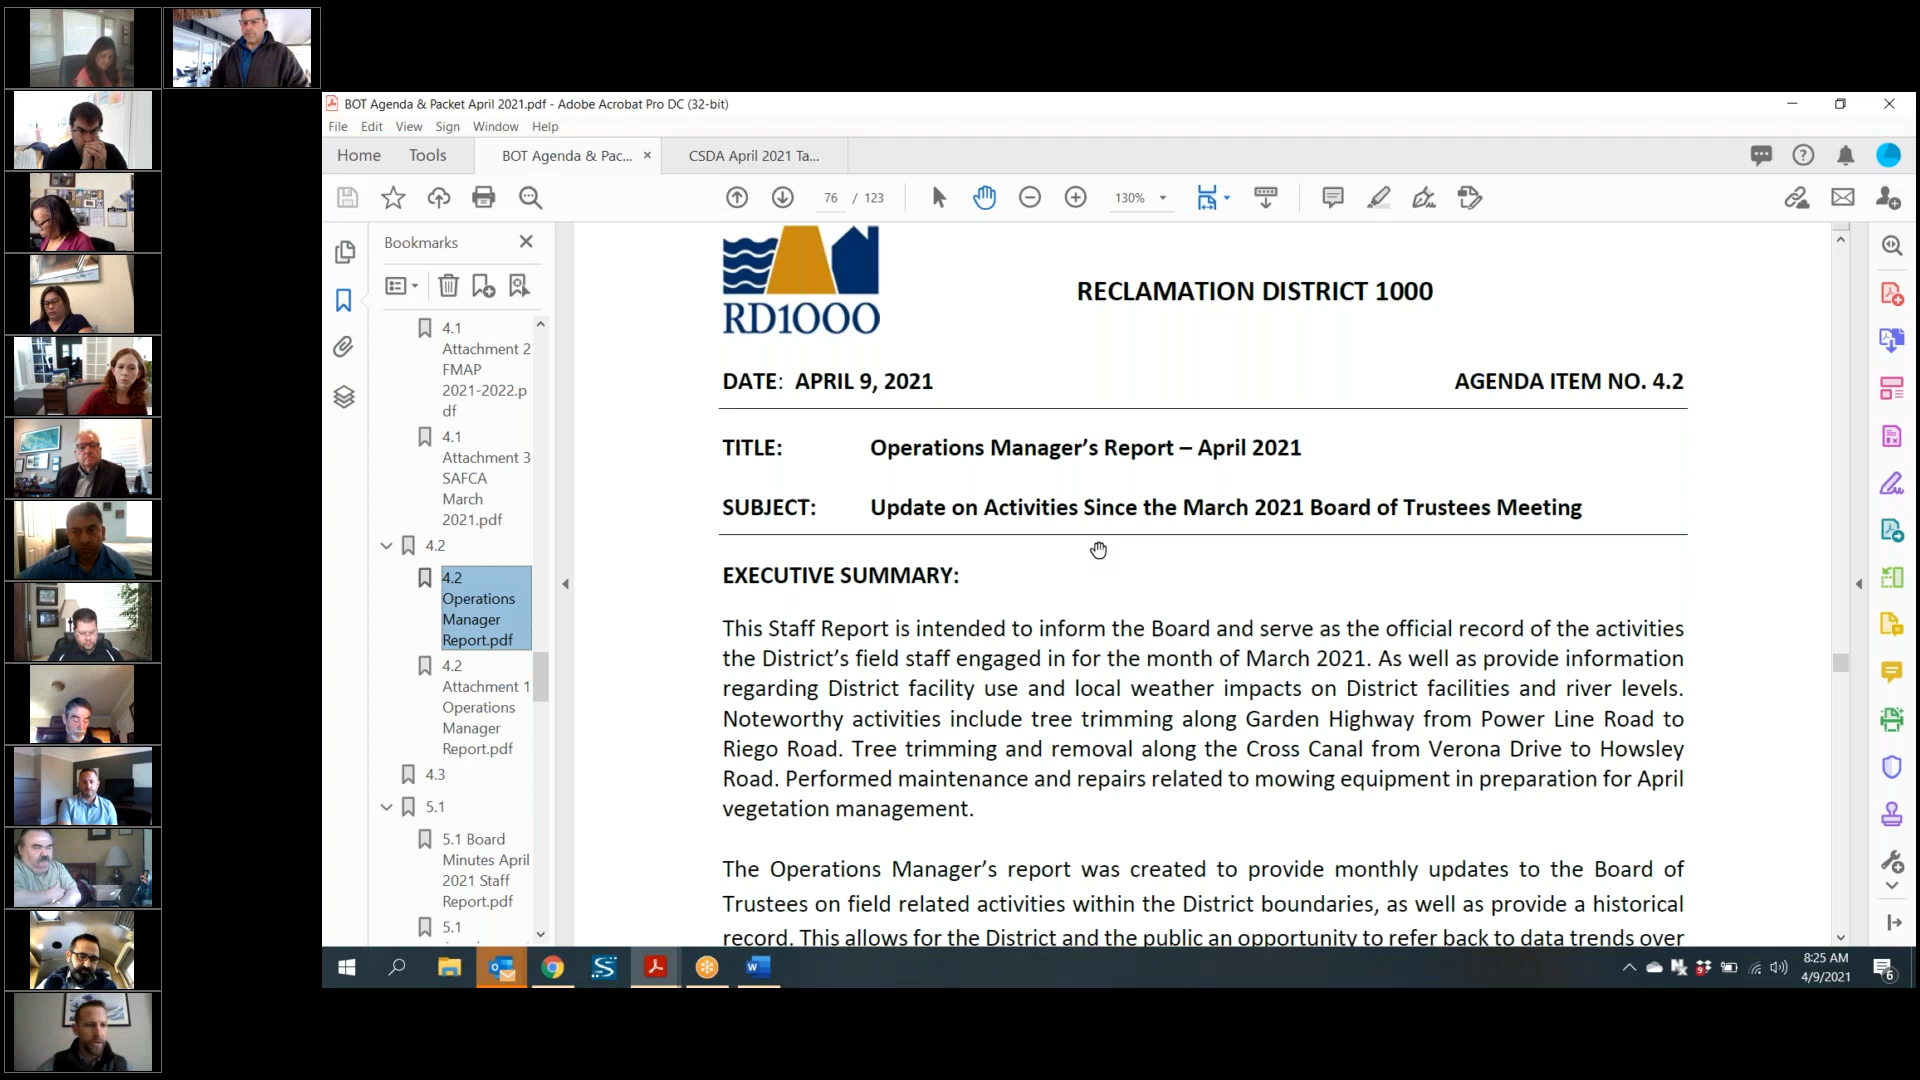 BOT Agenda & Packet April 2021.pdf - Adobe Acrobat Pro DC (32-bit)
File Edit View Sign Window Help
Home Tools BOT Agenda & Pac... × CSDA April 2021 Ta...
76 / 123 130%
Bookmarks
4.1
Attachment 2
FMAP
2021-2022.p
df
4.1
Attachment 3
SAFCA
March
2021.pdf
4.2
4.2
Operations
Manager
Report.pdf
4.2
Attachment 1
Operations
Manager
Report.pdf
4.3
5.1
5.1 Board
Minutes April
2021 Staff
Report.pdf
5.1
RD1000
RECLAMATION DISTRICT 1000
DATE: APRIL 9, 2021 AGENDA ITEM NO. 4.2
TITLE: Operations Manager’s Report – April 2021
SUBJECT: Update on Activities Since the March 2021 Board of Trustees Meeting
EXECUTIVE SUMMARY:
This Staff Report is intended to inform the Board and serve as the official record of the activities
the District’s field staff engaged in for the month of March 2021. As well as provide information
regarding District facility use and local weather impacts on District facilities and river levels.
Noteworthy activities include tree trimming along Garden Highway from Power Line Road to
Riego Road. Tree trimming and removal along the Cross Canal from Verona Drive to Howsley
Road. Performed maintenance and repairs related to mowing equipment in preparation for April
vegetation management.
The Operations Manager’s report was created to provide monthly updates to the Board of
Trustees on field related activities within the District boundaries, as well as provide a historical
record. This allows for the District and the public an opportunity to refer back to data trends over
8:25 AM
4/9/2021
6